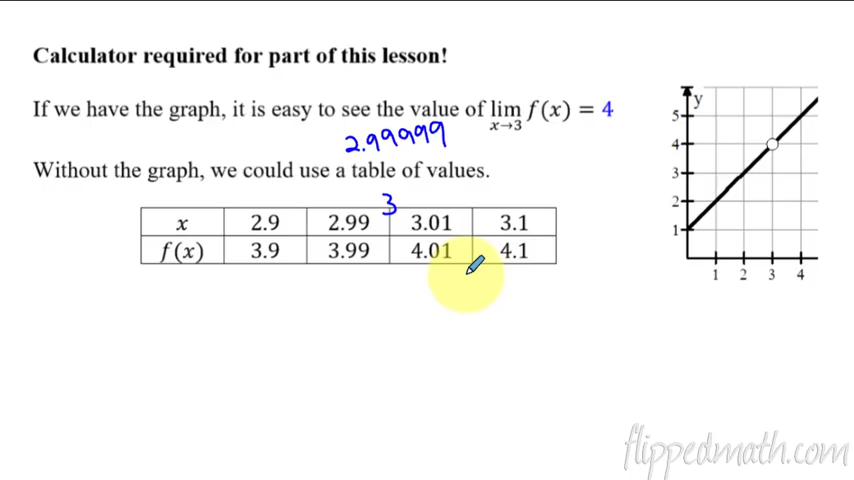 Calculator required for part of this lesson!
If we have the graph, it is easy to see the value of lim f(x) = 4
x→3
2.99999
Without the graph, we could use a table of values.
3
x 2.9 2.99 3.01 3.1
f(x) 3.9 3.99 4.01 4.1
y
5
4
3
2
1
1 2 3 4
flippedmath.com